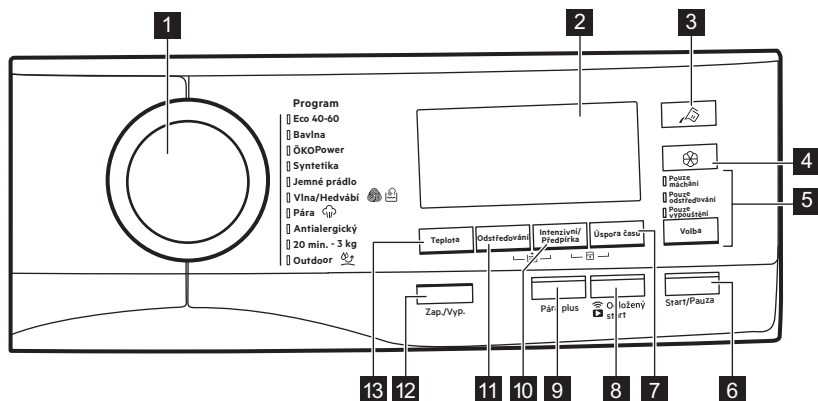 1
2
3
Program
Eco 40-60
Bavlna
ÖKOPower
Syntetika
Jemné prádlo
Vlna/Hedvábí
Pára
Antialergický
20 min. - 3 kg
Outdoor
4
Pouze
máchání
Pouze
odstřeďování
Pouze
vypouštění
Volba
5
Teplota
Odstřeďování
Intenzivní/
Předpírka
Úspora času
Zap./Vyp.
Pára plus
Odložený
start
Start/Pauza
13
12
11
10
9
8
7
6